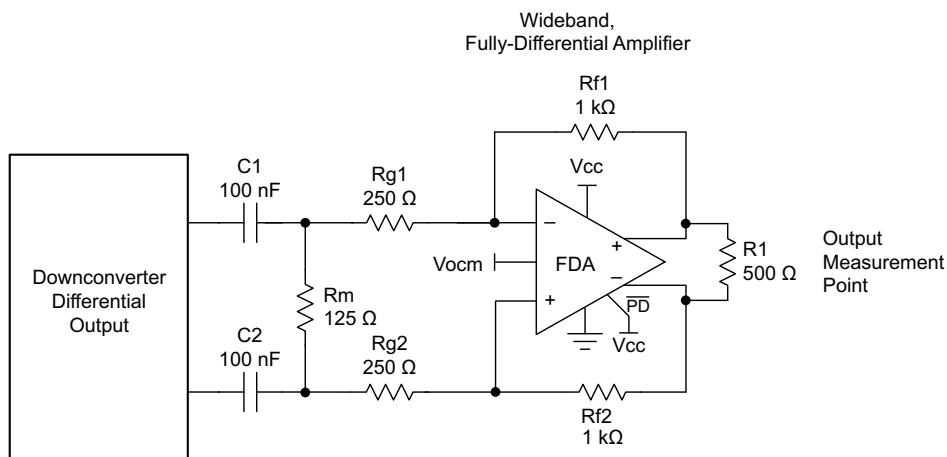 Wideband,
Fully-Differential Amplifier
Rf1
1 kΩ
C1
100 nF
Rg1
250 Ω
Vcc
Downconverter
Differential
Output
Rm
125 Ω
Vocm
FDA
−
+
+
−
PD
Vcc
R1
500 Ω
Output
Measurement
Point
C2
100 nF
Rg2
250 Ω
Rf2
1 kΩ